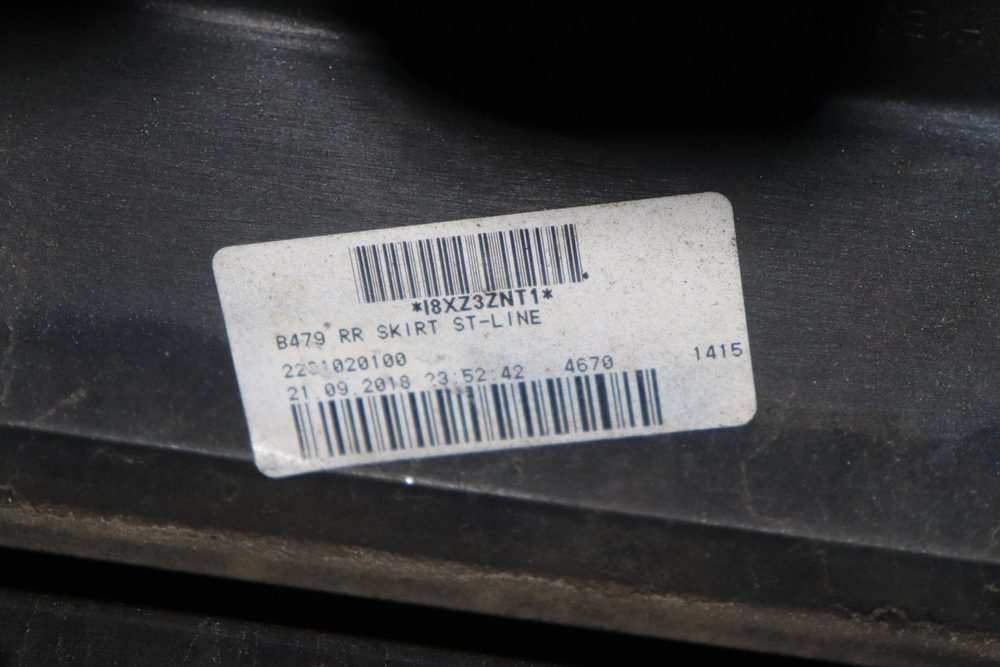 *I8XZ3ZNT1*
B479 RR SKIRT ST-LINE
1415
21.09.2018 23:52:42 4670